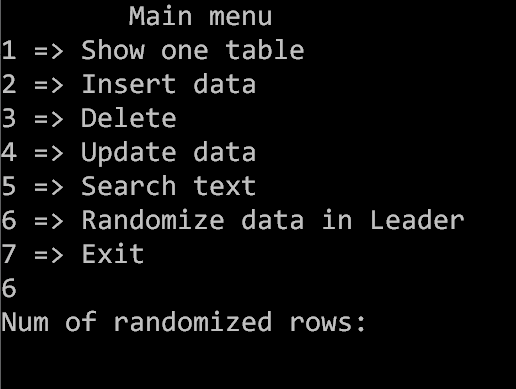 Main menu
1 => Show one table
2 => Insert data
3 => Delete
4 => Update data
5 => Search text
6 => Randomize data in Leader
7 => Exit
6
Num of randomized rows: